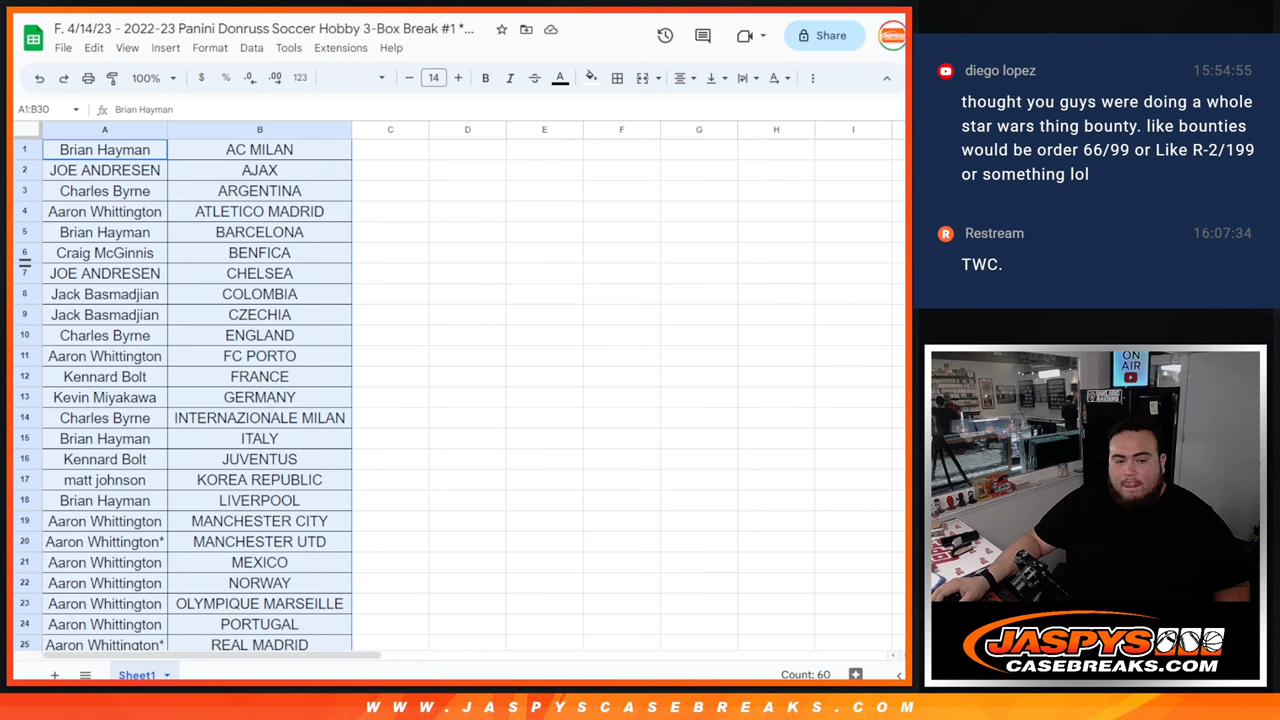 F. 4/14/23 - 2022-23 Panini Donruss Soccer Hobby 3-Box Break #1 *...
File Edit View Insert Format Data Tools Extensions Help
Share
100% $ % .0 .00 123 14 B I A
A1:B30 fx Brian Hayman
A B C D E F G H I
1 Brian Hayman AC MILAN
2 JOE ANDRESEN AJAX
3 Charles Byrne ARGENTINA
4 Aaron Whittington ATLETICO MADRID
5 Brian Hayman BARCELONA
6 Craig McGinnis BENFICA
7 JOE ANDRESEN CHELSEA
8 Jack Basmadjian COLOMBIA
9 Jack Basmadjian CZECHIA
10 Charles Byrne ENGLAND
11 Aaron Whittington FC PORTO
12 Kennard Bolt FRANCE
13 Kevin Miyakawa GERMANY
14 Charles Byrne INTERNAZIONALE MILAN
15 Brian Hayman ITALY
16 Kennard Bolt JUVENTUS
17 matt johnson KOREA REPUBLIC
18 Brian Hayman LIVERPOOL
19 Aaron Whittington MANCHESTER CITY
20 Aaron Whittington* MANCHESTER UTD
21 Aaron Whittington MEXICO
22 Aaron Whittington NORWAY
23 Aaron Whittington OLYMPIQUE MARSEILLE
24 Aaron Whittington PORTUGAL
25 Aaron Whittington* REAL MADRID
Sheet1
Count: 60
diego lopez 15:54:55
thought you guys were doing a whole
star wars thing bounty. like bounties
would be order 66/99 or Like R-2/199
or something lol
Restream 16:07:34
TWC.
ON
AIR
OAKLAND
RAIDERS
JASPYS
CASEBREAKS.COM
WWW.JASPYSCASEBREAKS.COM